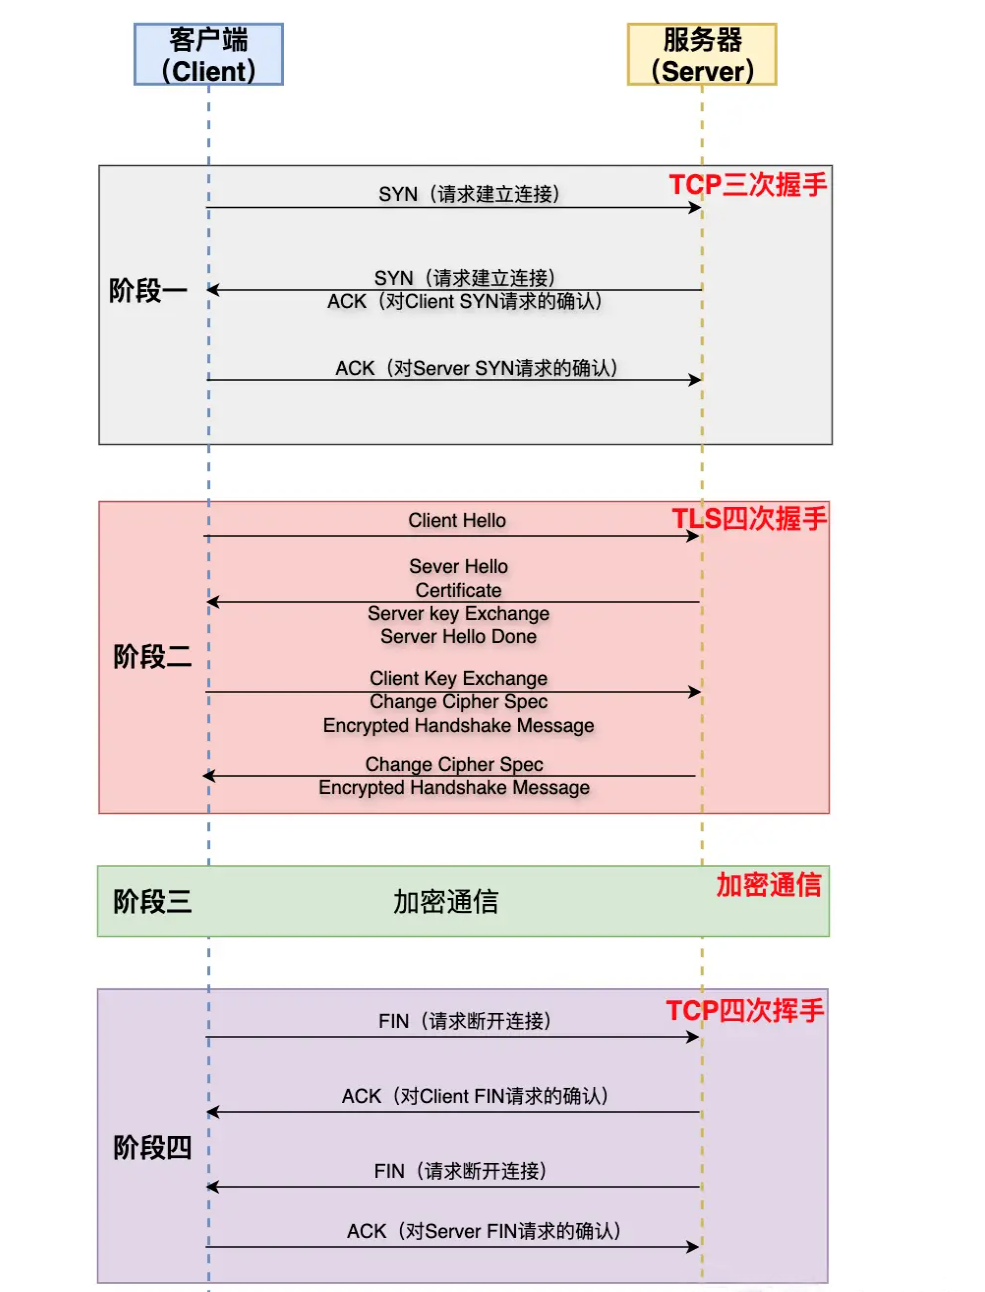 客户端
（Client）
服务器
（Server）
TCP三次握手
SYN（请求建立连接）
阶段一
SYN（请求建立连接）
ACK（对Client SYN请求的确认）
ACK（对Server SYN请求的确认）
TLS四次握手
Client Hello
Sever Hello
Certificate
Server key Exchange
Server Hello Done
阶段二
Client Key Exchange
Change Cipher Spec
Encrypted Handshake Message
Change Cipher Spec
Encrypted Handshake Message
加密通信
阶段三
加密通信
TCP四次挥手
FIN（请求断开连接）
ACK（对Client FIN请求的确认）
阶段四
FIN（请求断开连接）
ACK（对Server FIN请求的确认）